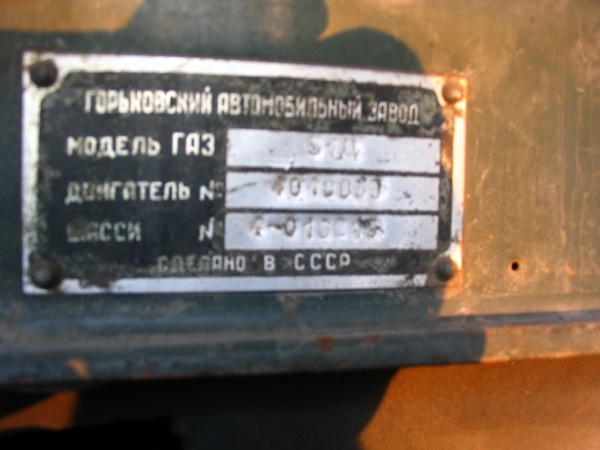 ГОРЬКОВСКИЙ АВТОМОБИЛЬНЫЙ ЗАВОД
МОДЕЛЬ ГАЗ
ДВИГАТЕЛЬ №
ШАССИ №
СДЕЛАНО В СССР